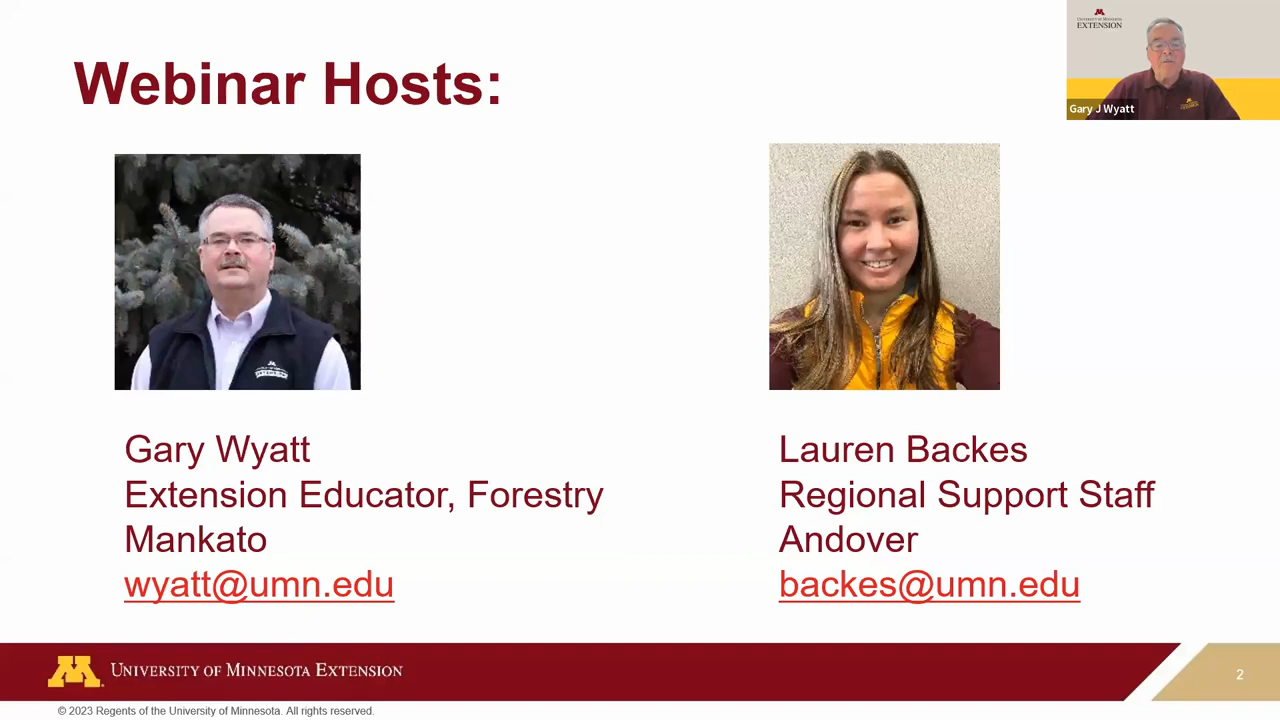 Webinar Hosts:
UNIVERSITY OF MINNESOTA
EXTENSION
Gary J Wyatt
Gary Wyatt
Extension Educator, Forestry
Mankato
wyatt@umn.edu
Lauren Backes
Regional Support Staff
Andover
backes@umn.edu
UNIVERSITY OF MINNESOTA EXTENSION
2
© 2023 Regents of the University of Minnesota. All rights reserved.